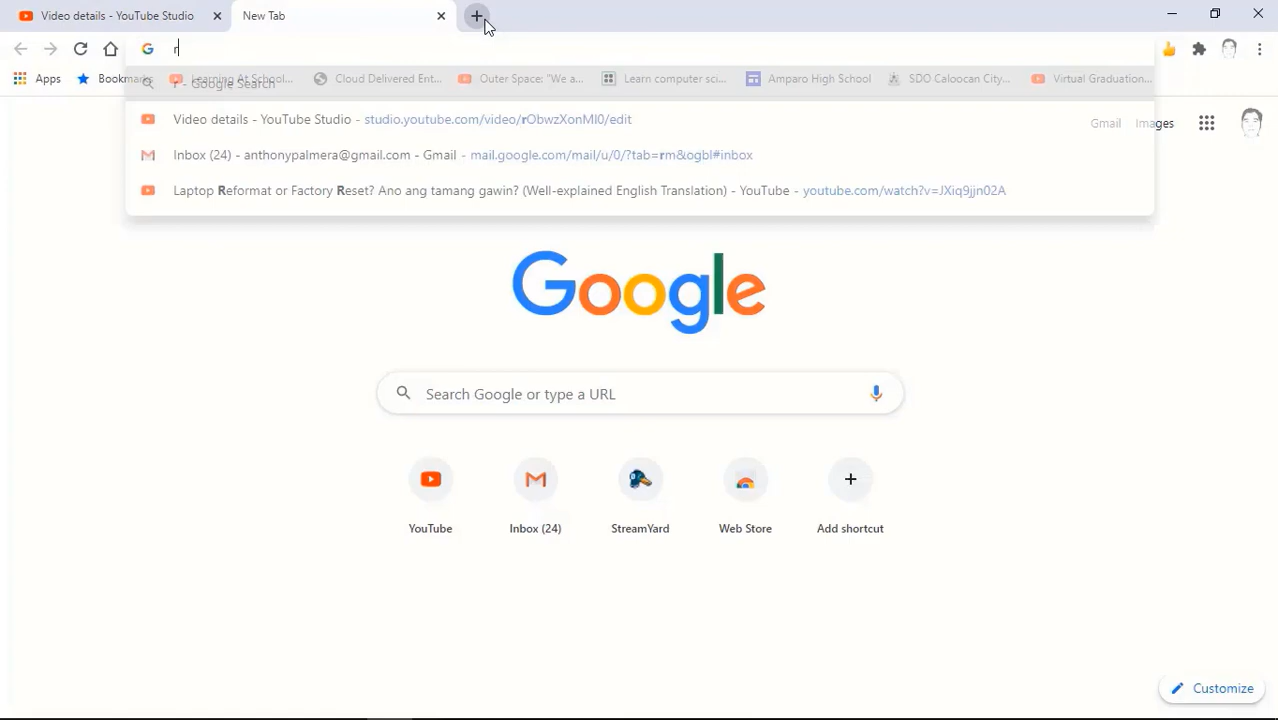 Video details - YouTube Studio
New Tab
r
Apps
Bookmarks
Learning At School...
Cloud Delivered Ent...
Outer Space: "We a...
Learn computer sc...
Amparo High School
SDO Caloocan City...
Virtual Graduation...
r - Google Search
Video details - YouTube Studio - studio.youtube.com/video/rObwzXonMI0/edit
Inbox (24) - anthonypalmera@gmail.com - Gmail - mail.google.com/mail/u/0/?tab=rm&ogbl#inbox
Laptop Reformat or Factory Reset? Ano ang tamang gawin? (Well-explained English Translation) - YouTube - youtube.com/watch?v=JXiq9jjn02A
Gmail Images
Google
Search Google or type a URL
YouTube
Inbox (24)
StreamYard
Web Store
Add shortcut
Customize